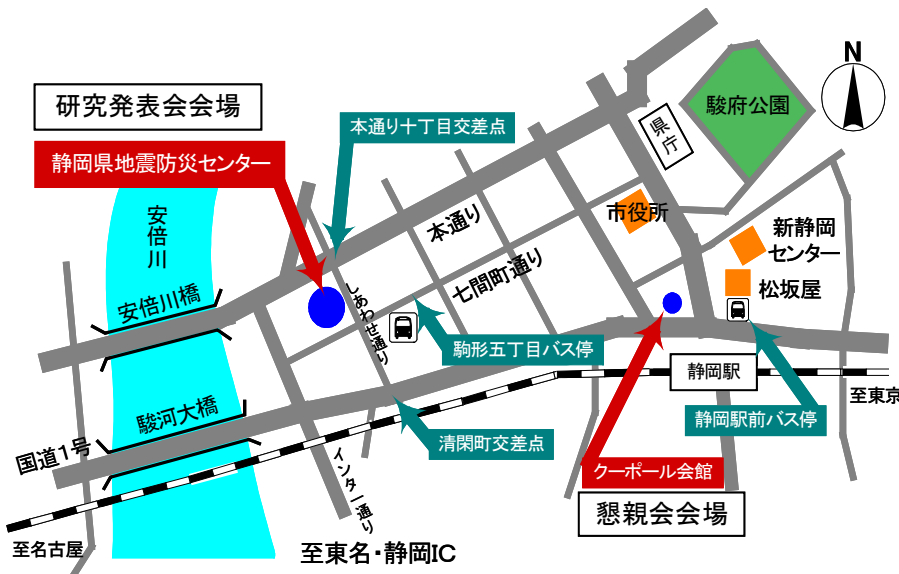 N
研究発表会会場
静岡県地震防災センター
本通り十丁目交差点
駿府公園
県庁
市役所
新静岡
センター
松坂屋
本通り
七間町通り
しあわせ通り
安倍川
安倍川橋
駒形五丁目バス停
静岡駅
至東京
静岡駅前バス停
駿河大橋
清閑町交差点
国道1号
クーポール会館
懇親会会場
インター通り
至名古屋
至東名・静岡IC